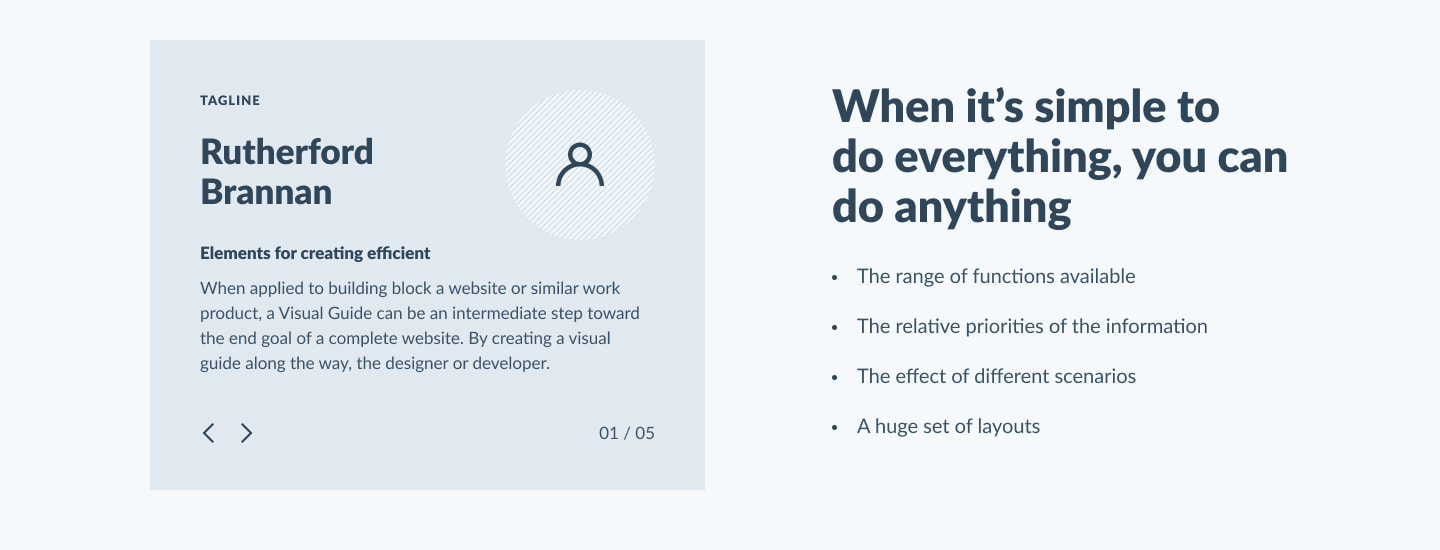 TAGLINE
Rutherford
Brannan
Elements for creating efficient
When applied to building block a website or similar work
product, a Visual Guide can be an intermediate step toward
the end goal of a complete website. By creating a visual
guide along the way, the designer or developer.
01 / 05
When it’s simple to
do everything, you can
do anything
• The range of functions available
• The relative priorities of the information
• The effect of different scenarios
• A huge set of layouts